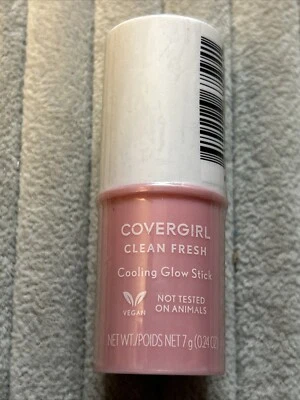 COVERGIRL
CLEAN FRESH
Cooling Glow Stick
VEGAN
NOT TESTED
ON ANIMALS
NET WT./POIDS NET 7 g (0.24 OZ)